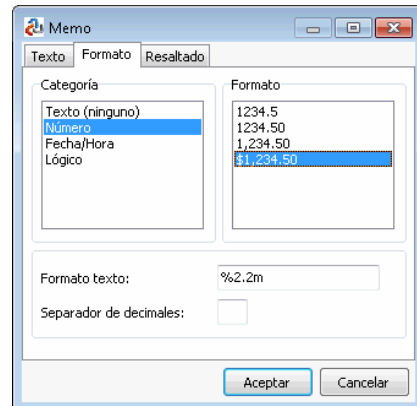 Memo
Texto Formato Resaltado
Categoría
Texto (ninguno)
Número
Fecha/Hora
Lógico
Formato
1234.5
1234.50
1,234.50
$1,234.50
Formato texto: %2.2m
Separador de decimales:
Aceptar Cancelar